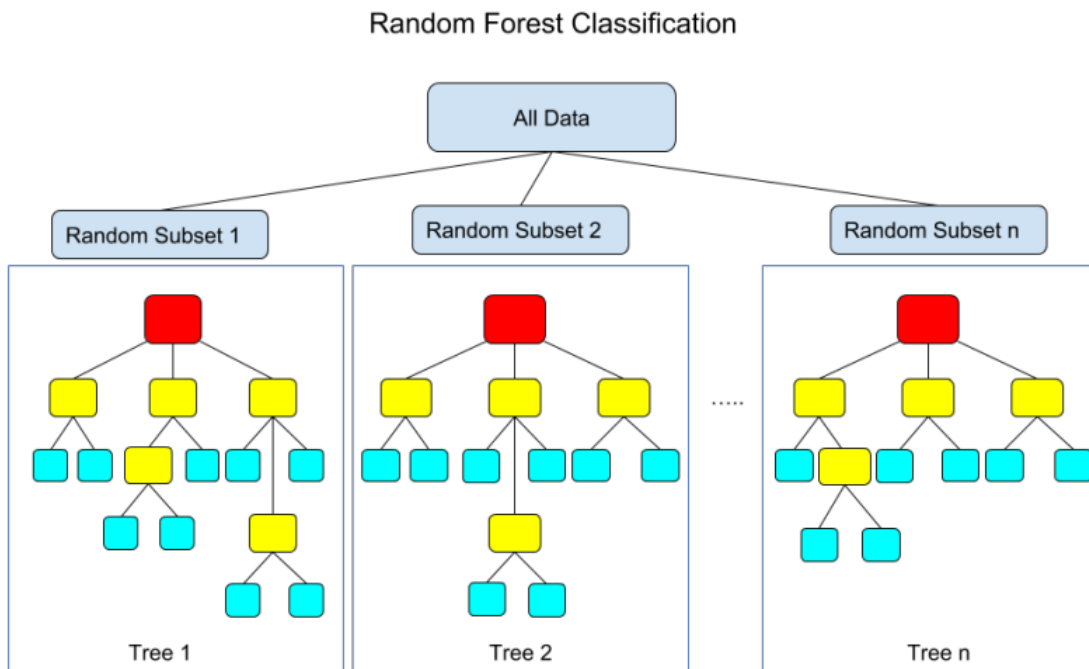 Random Forest Classification
All Data
Random Subset 1
Random Subset 2
Random Subset n
.....
Tree 1
Tree 2
Tree n